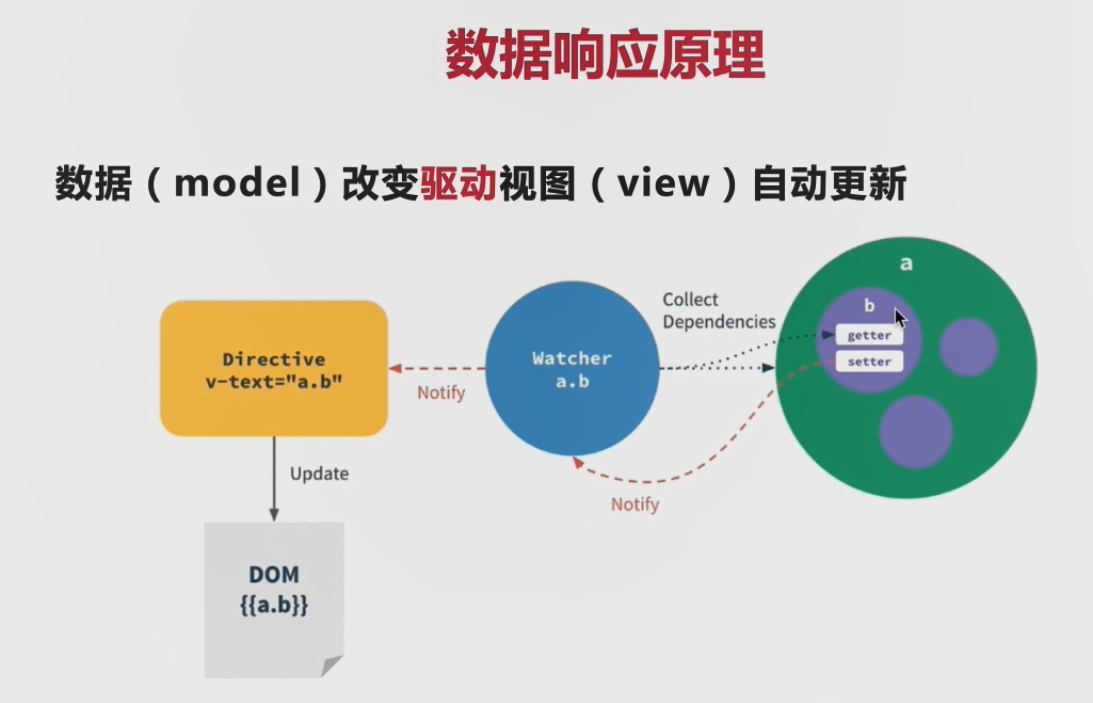 数据响应原理
数据（model）改变驱动视图（view）自动更新
a
b
getter
setter
Collect
Dependencies
Watcher
a.b
Directive
v-text="a.b"
Notify
Update
Notify
DOM
{{a.b}}